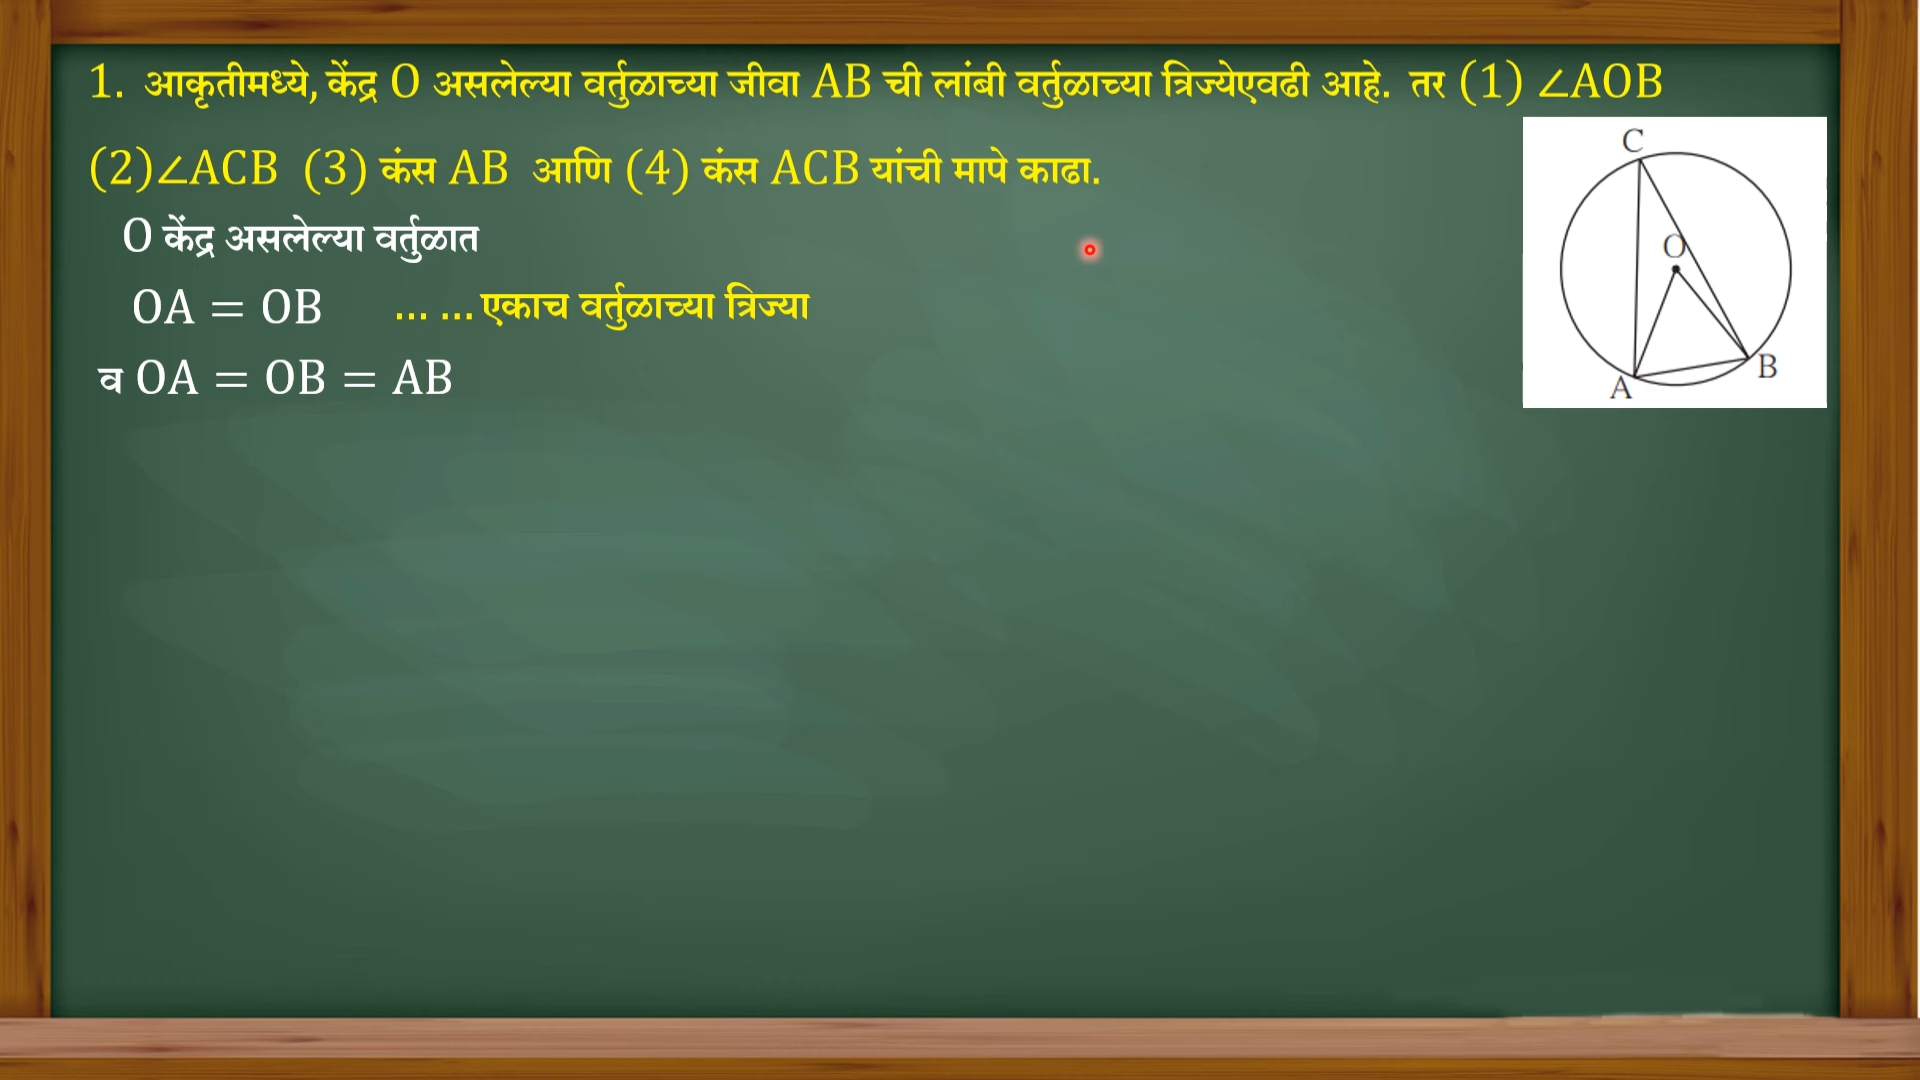 1. आकृतीमध्ये, केंद्र O असलेल्या वर्तुळाच्या जीवा AB ची लांबी वर्तुळाच्या त्रिज्येएवढी आहे. तर (1) ∠AOB
(2)∠ACB (3) कंस AB आणि (4) कंस ACB यांची मापे काढा.
O केंद्र असलेल्या वर्तुळात
OA = OB ... ... एकाच वर्तुळाच्या त्रिज्या
व OA = OB = AB
C
O
B
A